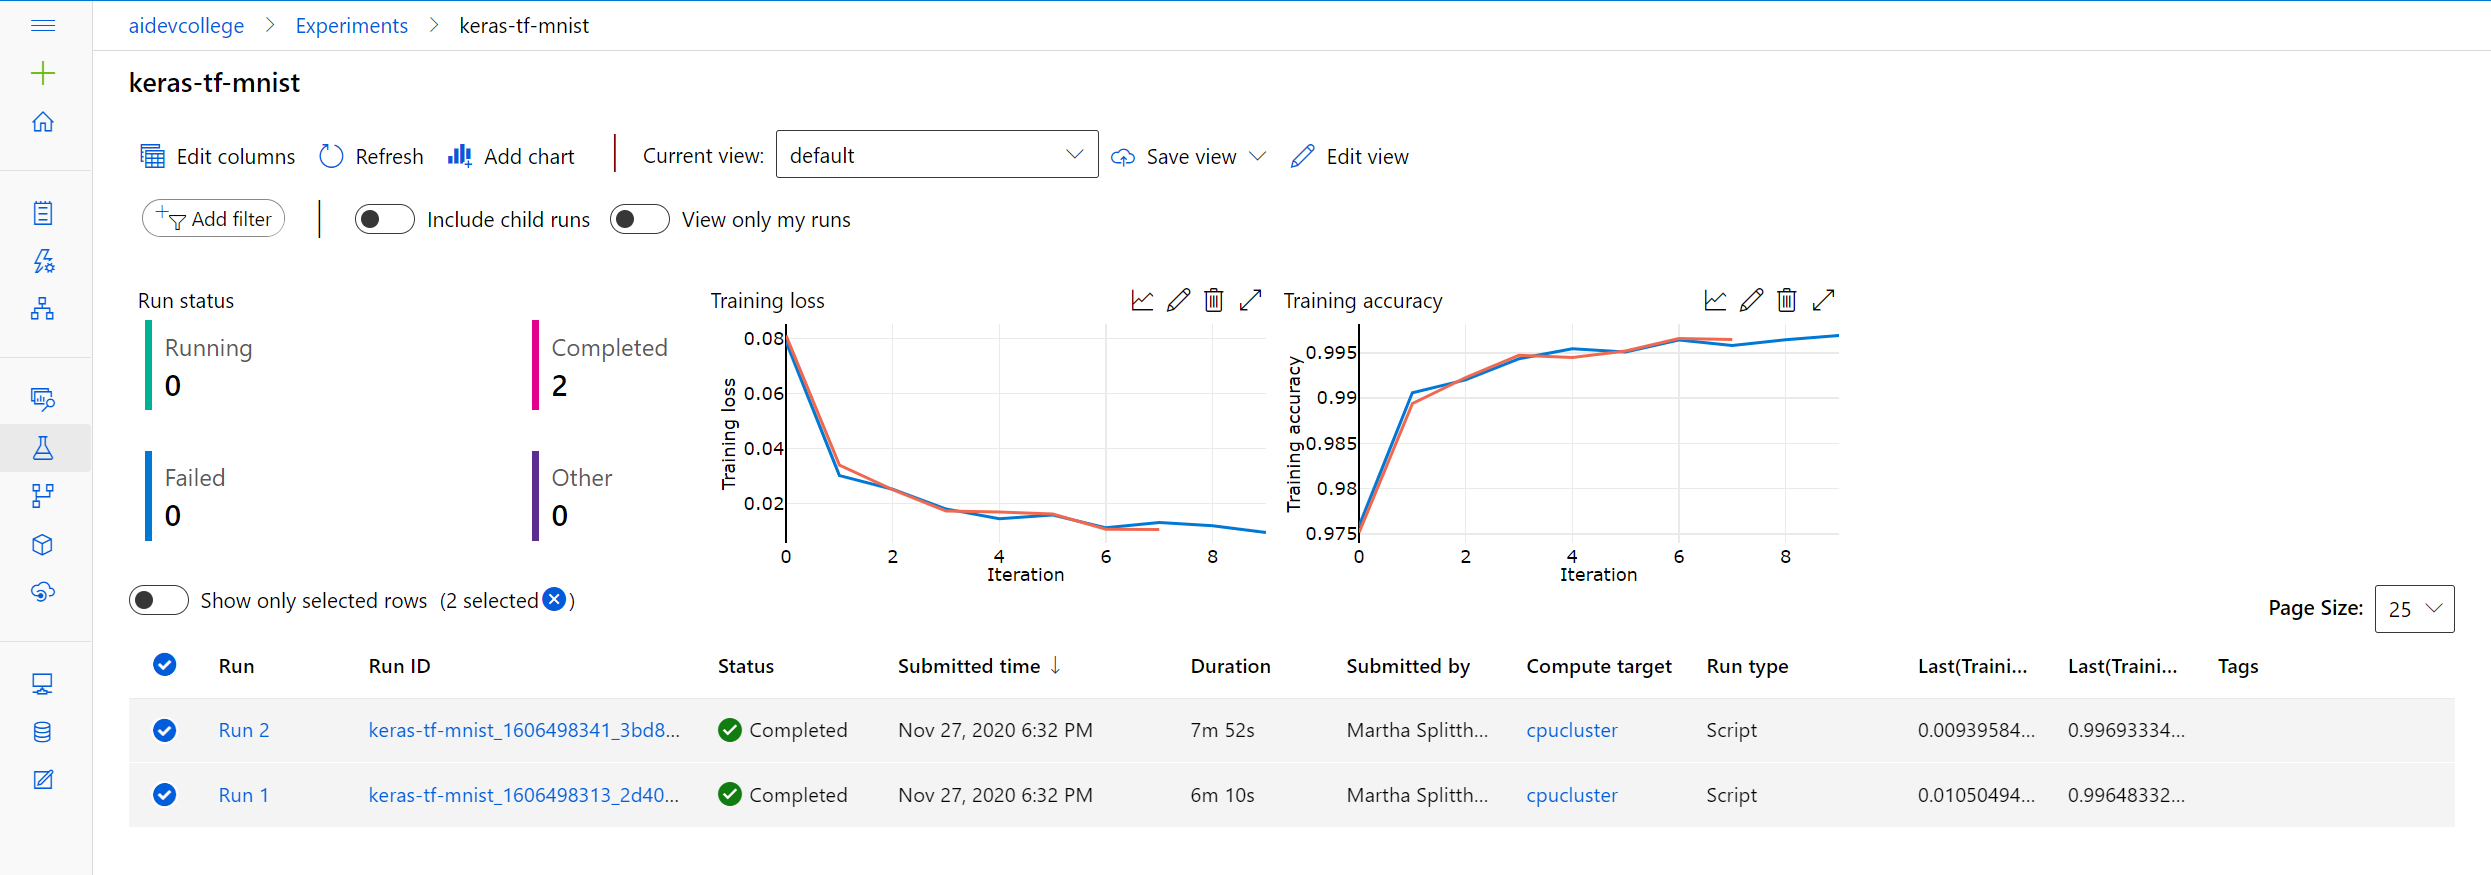 aidevcollege > Experiments > keras-tf-mnist
keras-tf-mnist
Edit columns Refresh Add chart Current view: default Save view Edit view
Add filter Include child runs View only my runs
Run status
Running
0
Completed
2
Failed
0
Other
0
Training loss
0.08
0.06
0.04
0.02
Training loss
0 2 4 6 8
Iteration
Training accuracy
0.995
0.99
0.985
0.98
0.975
Training accuracy
0 2 4 6 8
Iteration
Show only selected rows (2 selected )
Page Size: 25
Run Run ID Status Submitted time ↓ Duration Submitted by Compute target Run type Last(Traini... Last(Traini... Tags
Run 2 keras-tf-mnist_1606498341_3bd8... Completed Nov 27, 2020 6:32 PM 7m 52s Martha Splitth... cpucluster Script 0.00939584... 0.99693334...
Run 1 keras-tf-mnist_1606498313_2d40... Completed Nov 27, 2020 6:32 PM 6m 10s Martha Splitth... cpucluster Script 0.01050494... 0.99648332...